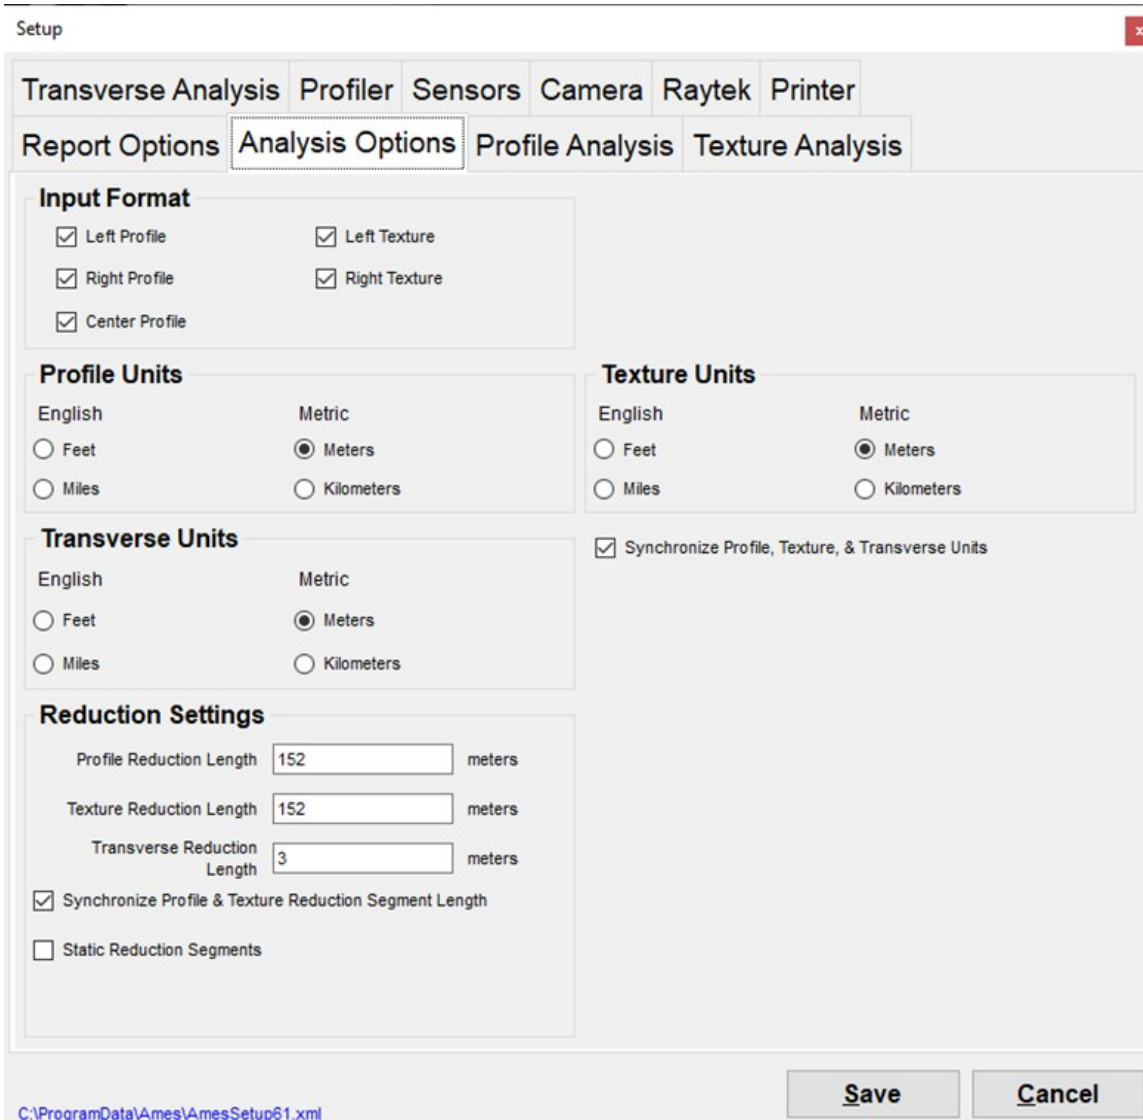 Setup
x
Transverse Analysis Profiler Sensors Camera Raytek Printer
Report Options Analysis Options Profile Analysis Texture Analysis
Input Format
Left Profile Left Texture
Right Profile Right Texture
Center Profile
Profile Units Texture Units
English Metric English Metric
Feet Meters Feet Meters
Miles Kilometers Miles Kilometers
Transverse Units
Synchronize Profile, Texture, & Transverse Units
English Metric
Feet Meters
Miles Kilometers
Reduction Settings
Profile Reduction Length 152 meters
Texture Reduction Length 152 meters
Transverse Reduction
Length 3 meters
Synchronize Profile & Texture Reduction Segment Length
Static Reduction Segments
Save Cancel
C:\ProgramData\Ames\AmesSetup61.xml